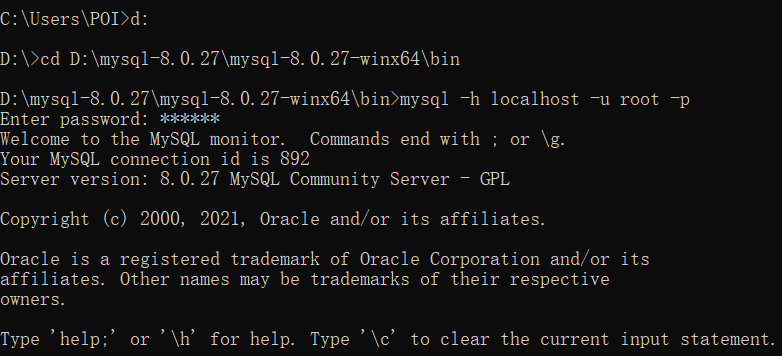 C:\Users\POI>d:
D:\>cd D:\mysql-8.0.27\mysql-8.0.27-winx64\bin
D:\mysql-8.0.27\mysql-8.0.27-winx64\bin>mysql -h localhost -u root -p
Enter password: ******
Welcome to the MySQL monitor.  Commands end with ; or \g.
Your MySQL connection id is 892
Server version: 8.0.27 MySQL Community Server - GPL
Copyright (c) 2000, 2021, Oracle and/or its affiliates.
Oracle is a registered trademark of Oracle Corporation and/or its
affiliates. Other names may be trademarks of their respective
owners.
Type 'help;' or '\h' for help. Type '\c' to clear the current input statement.